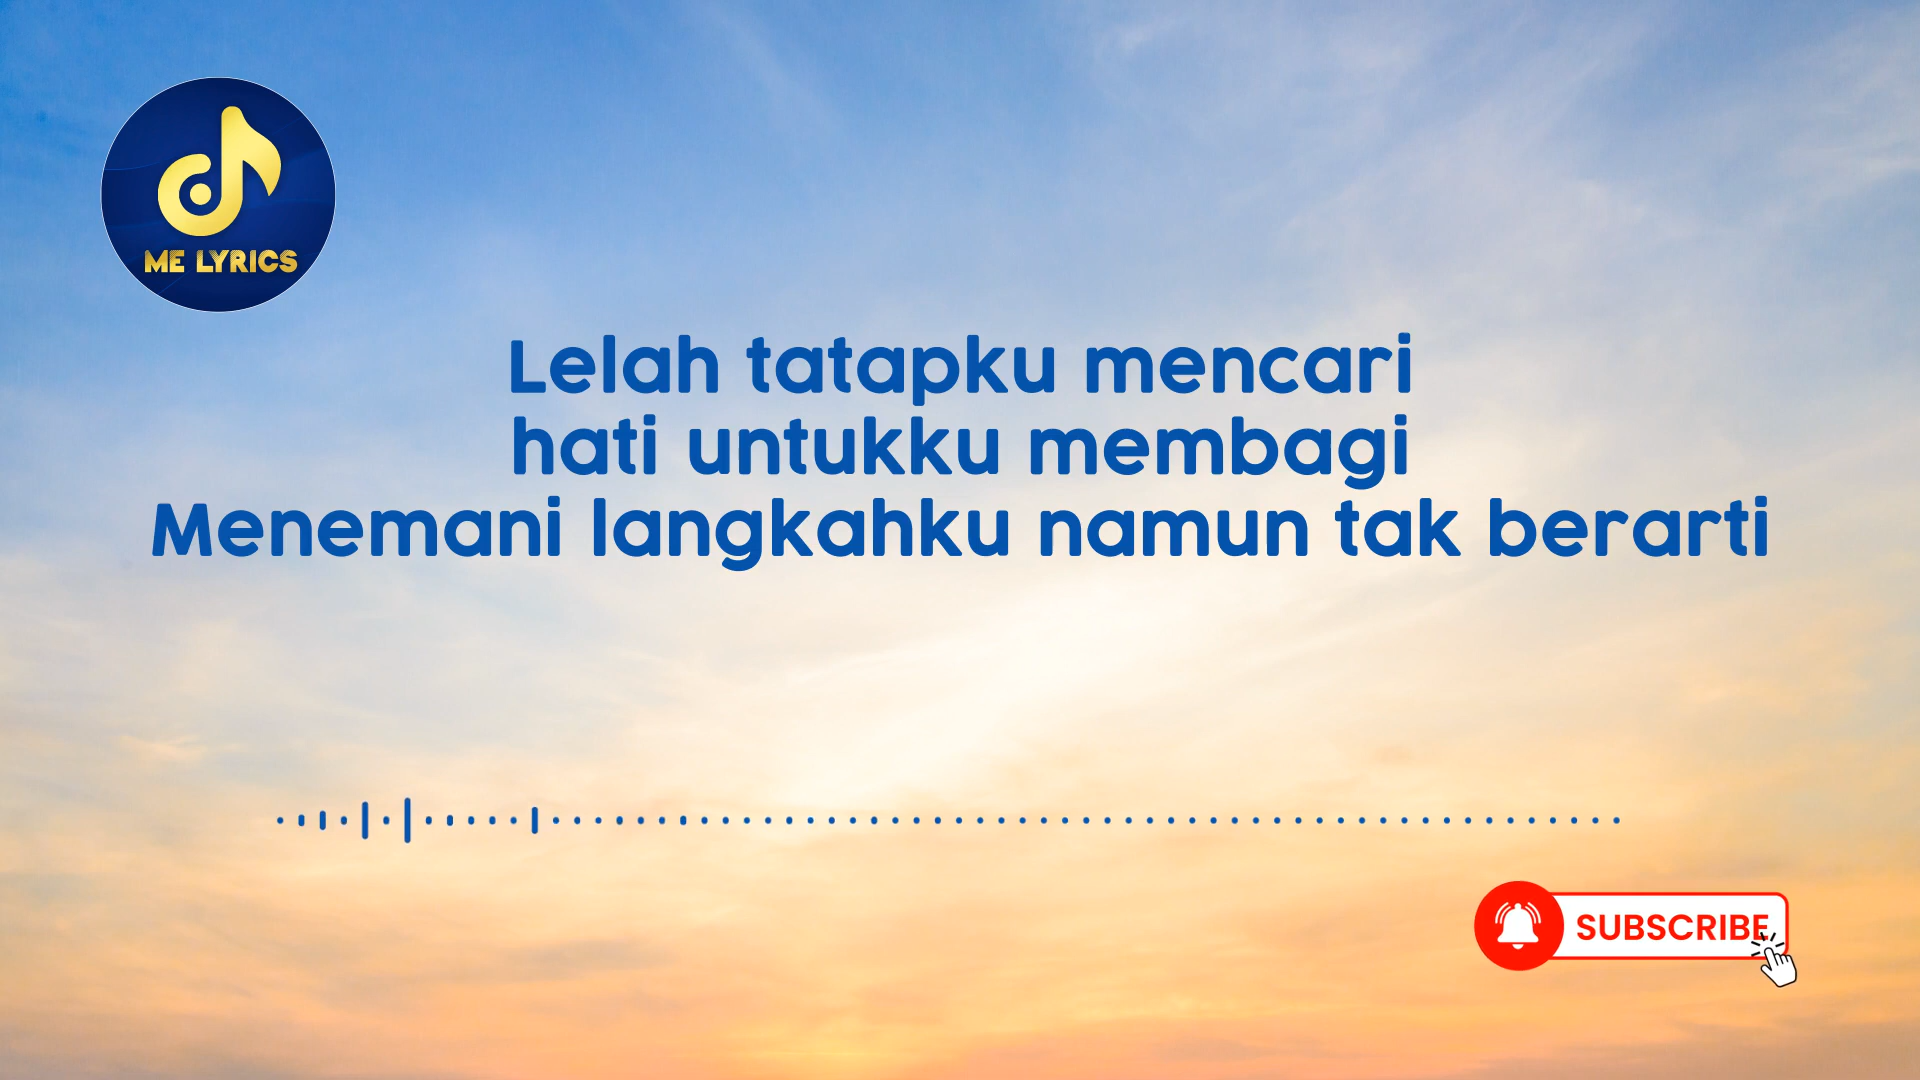 ME LYRICS
Lelah tatapku mencari
hati untukku membagi
Menemani langkahku namun tak berarti
SUBSCRIBE